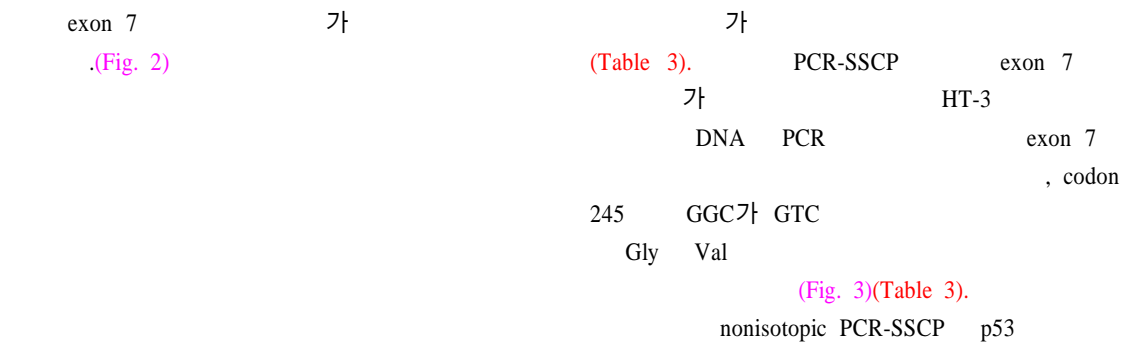 exon 7 가
.(Fig. 2)
가
(Table 3). PCR-SSCP exon 7
가 HT-3
DNA PCR exon 7
, codon
245 GGC가 GTC
Gly Val
(Fig. 3)(Table 3).
nonisotopic PCR-SSCP p53